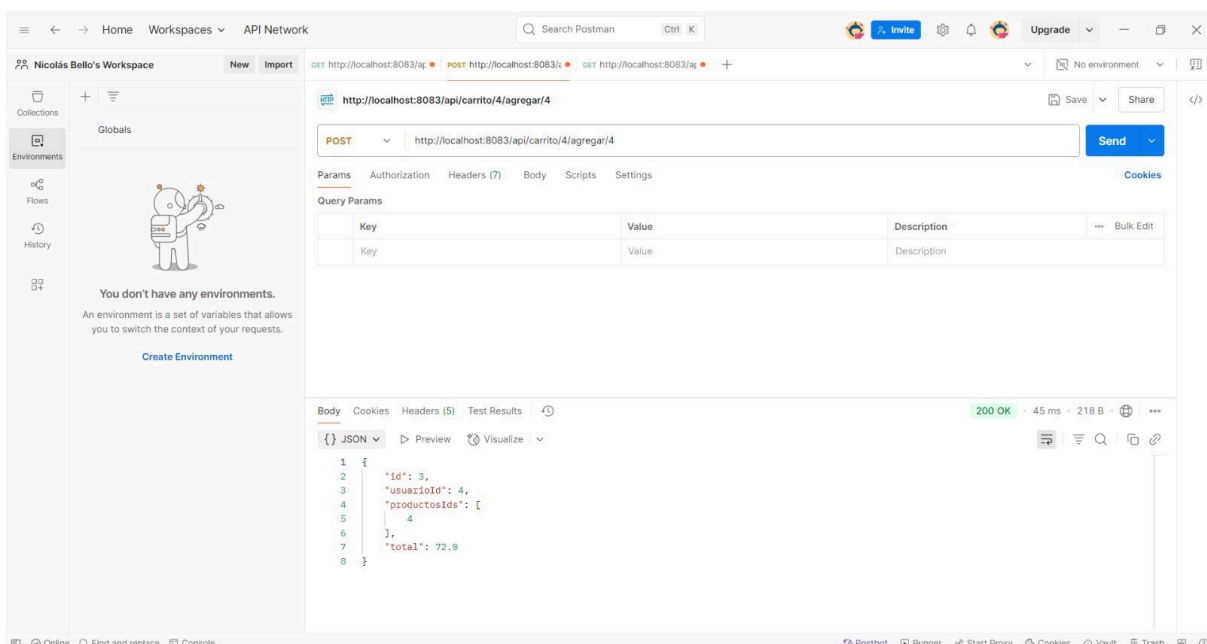 Home Workspaces API Network Search Postman Ctrl K Invite Upgrade
Nicolás Bello's Workspace New Import GET http://localhost:8083/ap POST http://localhost:8083/a GET http://localhost:8083/ap No environment
Collections
Globals
http://localhost:8083/api/carrito/4/agregar/4 Save Share
Environments
POST http://localhost:8083/api/carrito/4/agregar/4 Send
Flows
Params Authorization Headers (7) Body Scripts Settings Cookies
Query Params
History
Key Value Description Bulk Edit
Key Value Description
You don't have any environments.
An environment is a set of variables that allows
you to switch the context of your requests.
Create Environment
Body Cookies Headers (5) Test Results 200 OK 45 ms 218 B
{} JSON Preview Visualize
1 {
2 "id": 3,
3 "usuarioId": 4,
4 "productosIds": [
5 4
6 ],
7 "total": 72.0
8 }
Online Find and replace Console Postbot Runner Start Proxy Cookies Vault Trash